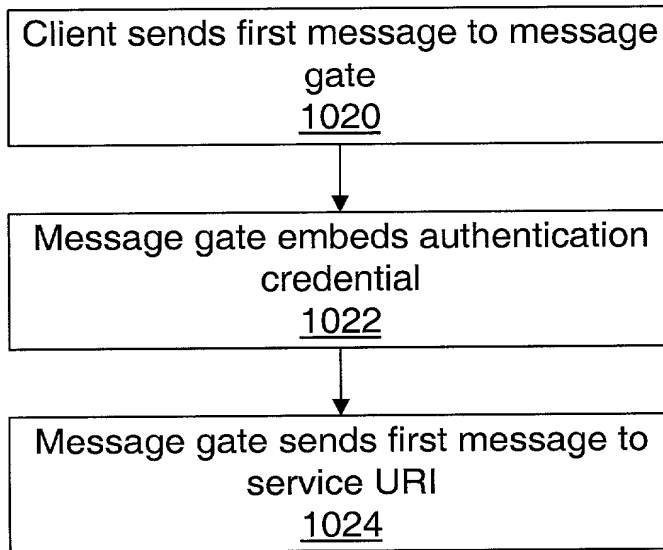 Client sends first message to message
gate
1020
Message gate embeds authentication
credential
1022
Message gate sends first message to
service URI
1024